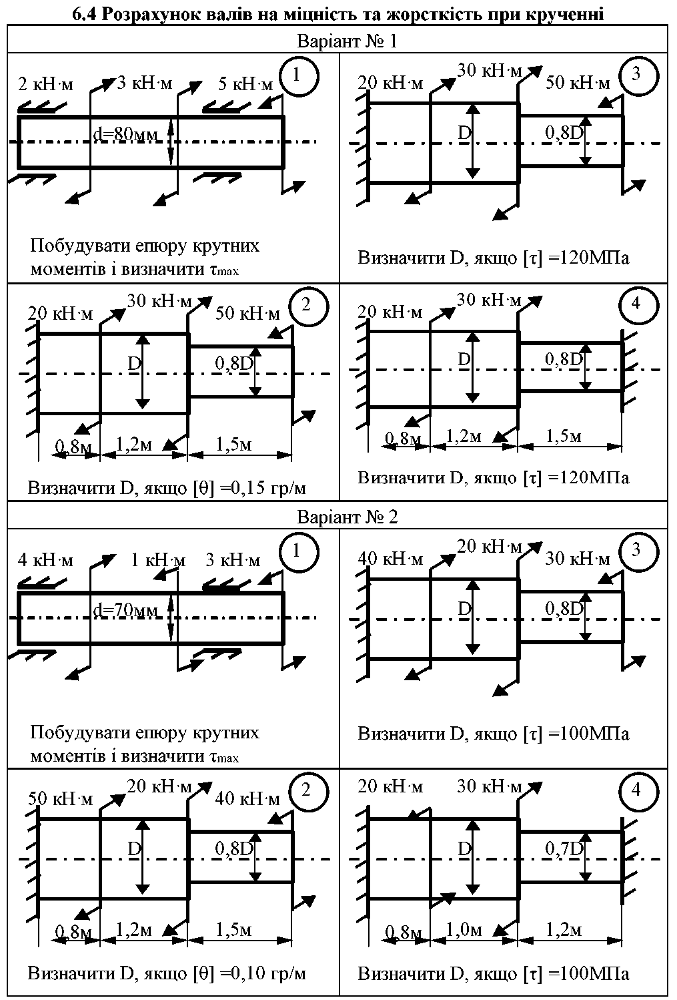 6.4 Розрахунок валів на міцність та жорсткість при крученні
Варіант № 1
1
2 кН·м 3 кН·м 5 кН·м
d=80мм
Побудувати епюру крутних
моментів і визначити τmax
3
20 кН·м 30 кН·м 50 кН·м
D 0,8D
Визначити D, якщо [τ] =120МПа
2
20 кН·м 30 кН·м 50 кН·м
D 0,8D
0,8м 1,2м 1,5м
Визначити D, якщо [θ] =0,15 гр/м
4
20 кН·м 30 кН·м
D 0,8D
0,8м 1,2м 1,5м
Визначити D, якщо [τ] =120МПа
Варіант № 2
1
4 кН·м 1 кН·м 3 кН·м
d=70мм
Побудувати епюру крутних
моментів і визначити τmax
3
40 кН·м 20 кН·м 30 кН·м
D 0,8D
Визначити D, якщо [τ] =100МПа
2
50 кН·м 20 кН·м 40 кН·м
D 0,8D
0,8м 1,2м 1,5м
Визначити D, якщо [θ] =0,10 гр/м
4
20 кН·м 30 кН·м
D 0,7D
0,8м 1,0м 1,2м
Визначити D, якщо [τ] =100МПа